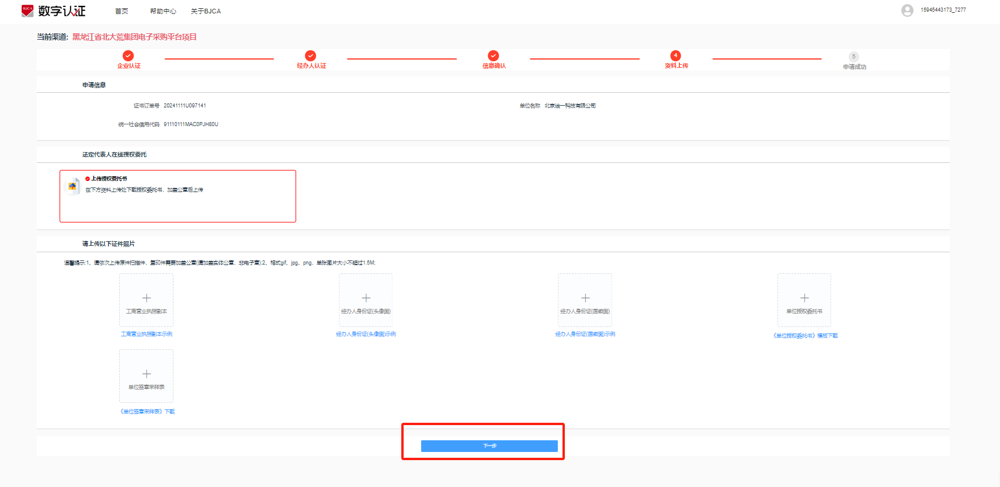 BJCA 数字认证 首页 帮助中心 关于BJCA 15945443173_7277
当前渠道: 黑龙江省北大荒集团电子采购平台项目
4 5
企业认证 经办人认证 信息确认 资料上传 申请成功
申请信息
证书订单号 20241111U097141 单位名称 北京迷一科技有限公司
统一社会信用代码 91110111MAC0PJH80U
法定代表人在线授权委托
上传授权委托书
在下方资料上传处下载授权委托书，加盖公章后上传
请上传以下证件照片
温馨提示:1、请依次上传原件扫描件，复印件需要加盖公章(请加盖实体公章，非电子章);2、格式gif、jpg、png，单张图片大小不超过1.5M;
工商营业执照副本 经办人身份证(头像面) 经办人身份证(国徽面) 单位授权委托书
工商营业执照副本示例 经办人身份证(头像面)示例 经办人身份证(国徽面)示例 《单位授权委托书》模板下载
单位签章采样表
《单位签章采样表》下载
下一步